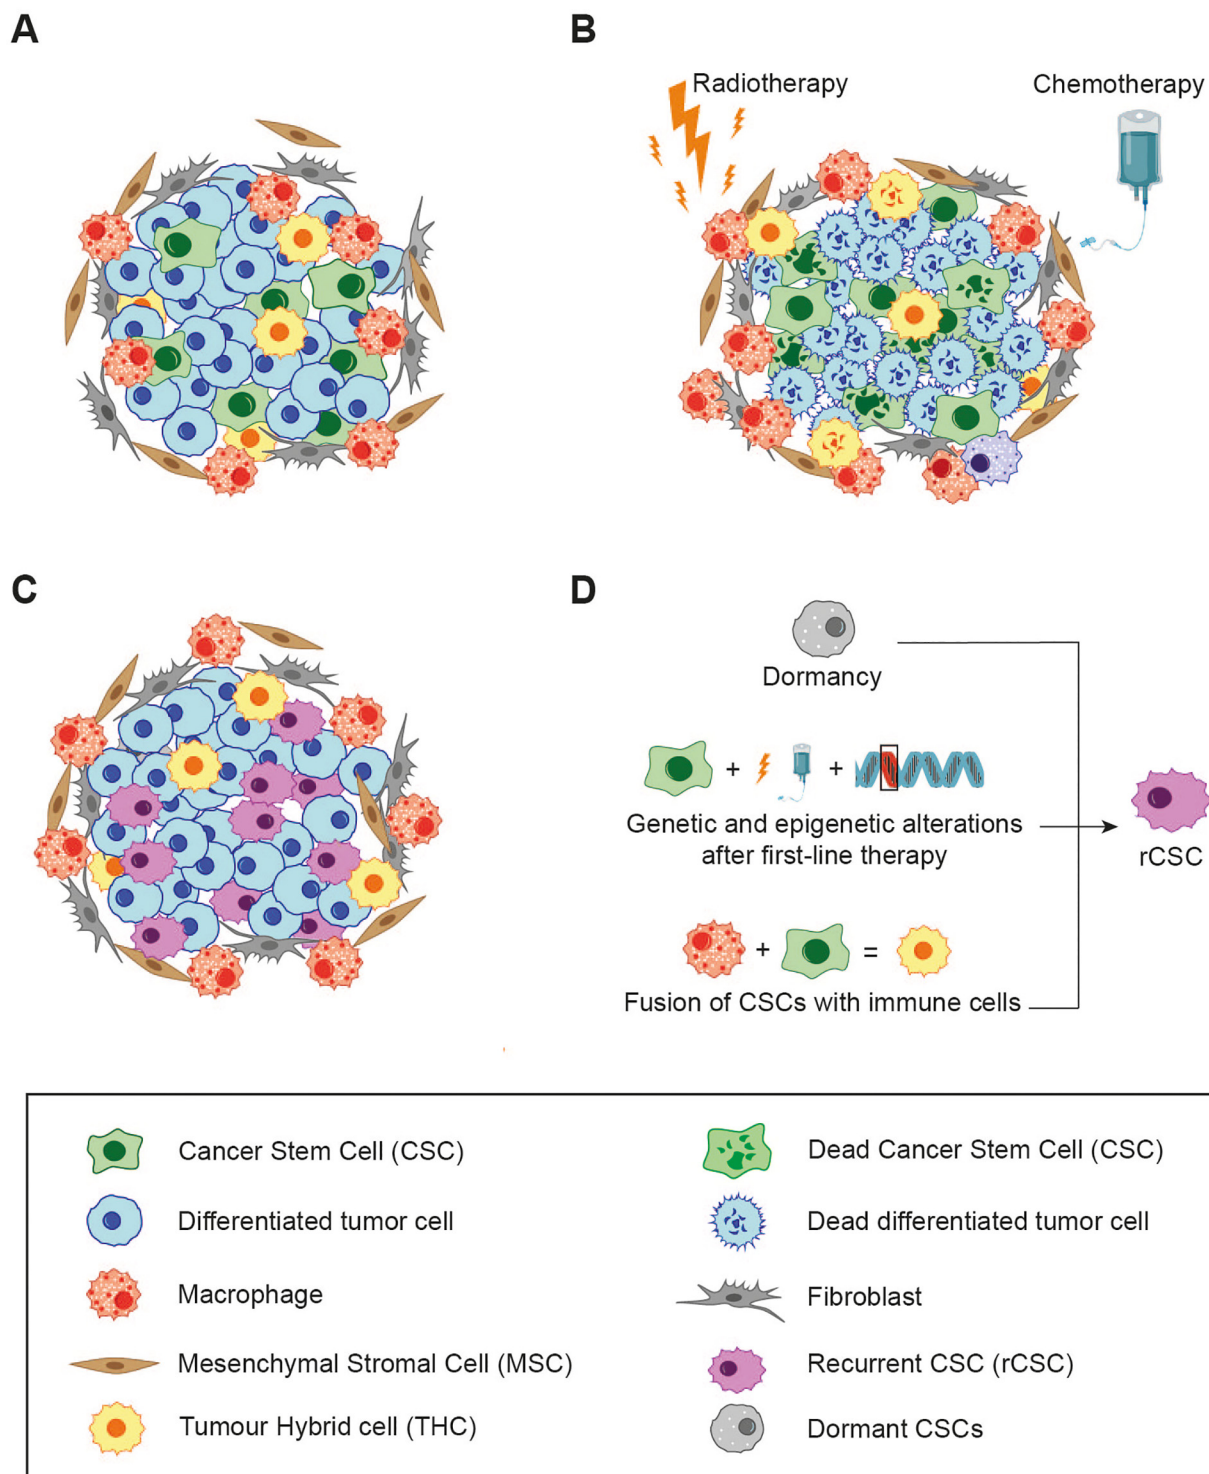 A
B
Radiotherapy
Chemotherapy
C
D
Dormancy
+
+
Genetic and epigenetic alterations
after first-line therapy
rCSC
+
=
Fusion of CSCs with immune cells
Cancer Stem Cell (CSC)
Dead Cancer Stem Cell (CSC)
Differentiated tumor cell
Dead differentiated tumor cell
Macrophage
Fibroblast
Mesenchymal Stromal Cell (MSC)
Recurrent CSC (rCSC)
Tumour Hybrid cell (THC)
Dormant CSCs